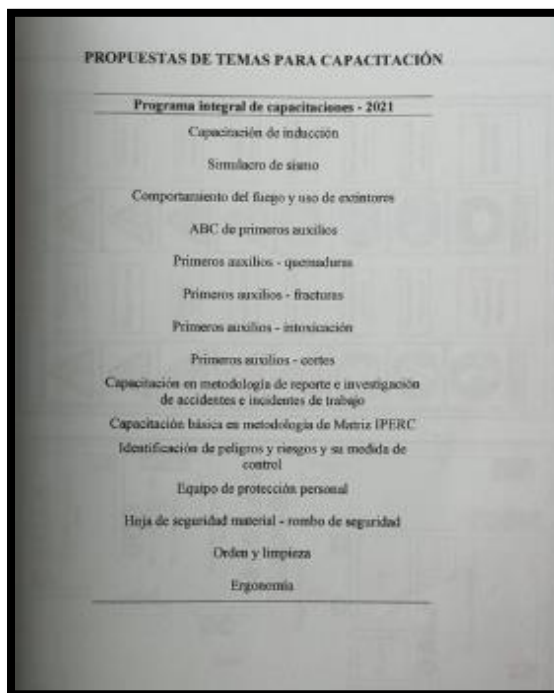 PROPUESTAS DE TEMAS PARA CAPACITACIÓN
Programa integral de capacitaciones - 2021
Capacitación de inducción
Simulacro de sismo
Comportamiento del fuego y uso de extintores
ABC de primeros auxilios
Primeros auxilios - quemaduras
Primeros auxilios - fracturas
Primeros auxilios - intoxicación
Primeros auxilios - cortes
Capacitación en metodología de reporte e investigación
de accidentes e incidentes de trabajo
Capacitación básica en metodología de Matriz IPERC
Identificación de peligros y riesgos y su medida de
control
Equipo de protección personal
Hoja de seguridad material - rombo de seguridad
Orden y limpieza
Ergonomía